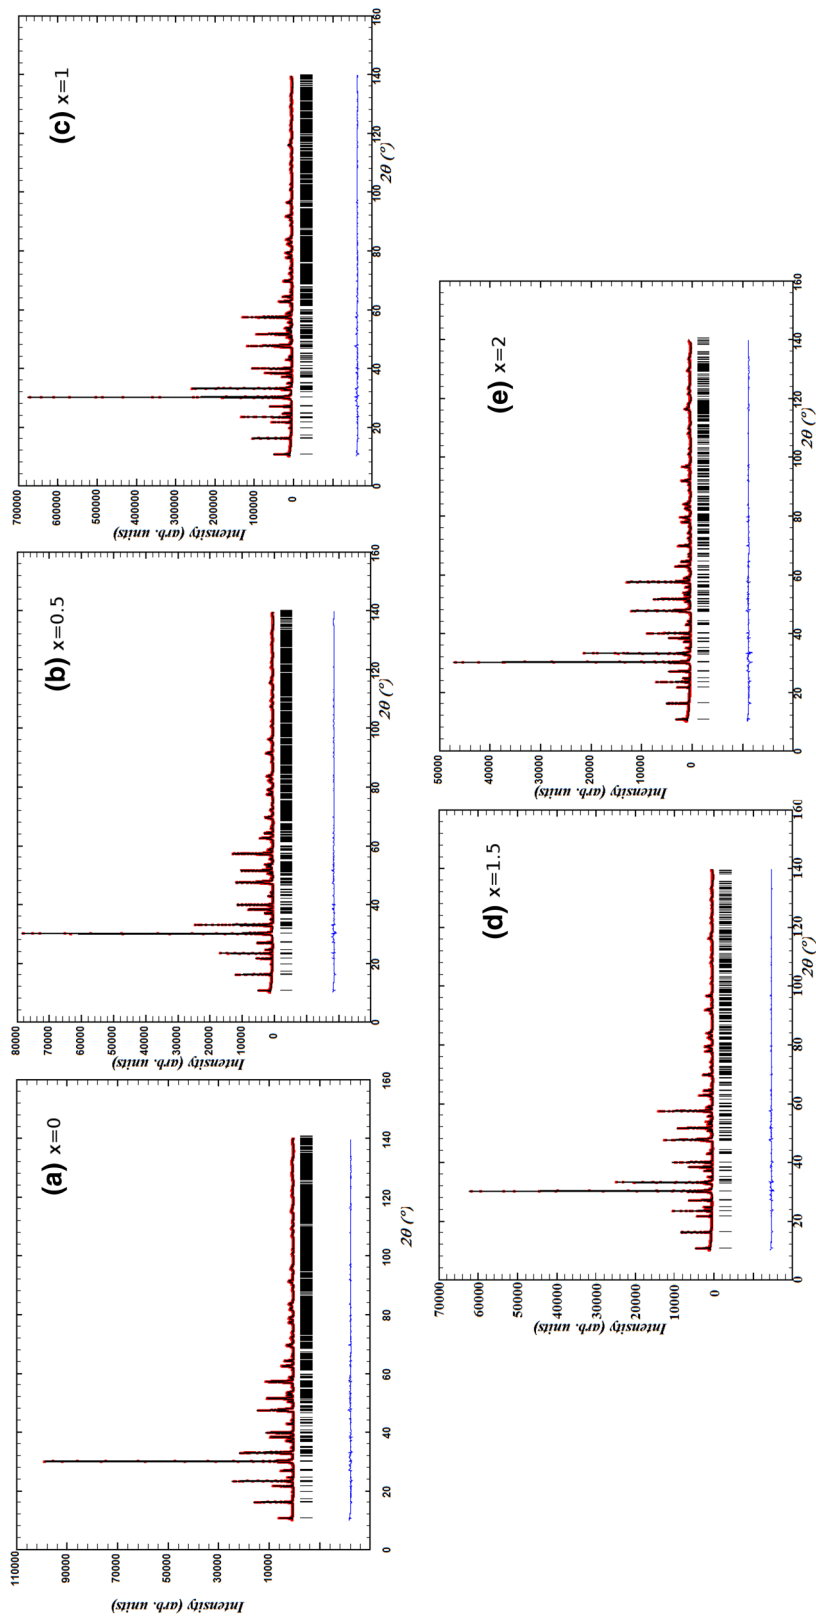 (a) x=0
Intensity (arb. units)
110000
90000
70000
50000
30000
10000
0 20 40 60 80 100 120 140 160
2θ (°)
(b) x=0.5
Intensity (arb. units)
80000
70000
60000
50000
40000
30000
20000
10000
0
0 20 40 60 80 100 120 140 160
2θ (°)
(c) x=1
Intensity (arb. units)
700000
600000
500000
400000
300000
200000
100000
0
0 20 40 60 80 100 120 140 160
2θ (°)
(d) x=1.5
Intensity (arb. units)
70000
60000
50000
40000
30000
20000
10000
0
0 20 40 60 80 100 120 140 160
2θ (°)
(e) x=2
Intensity (arb. units)
50000
40000
30000
20000
10000
0
0 20 40 60 80 100 120 140 160
2θ (°)